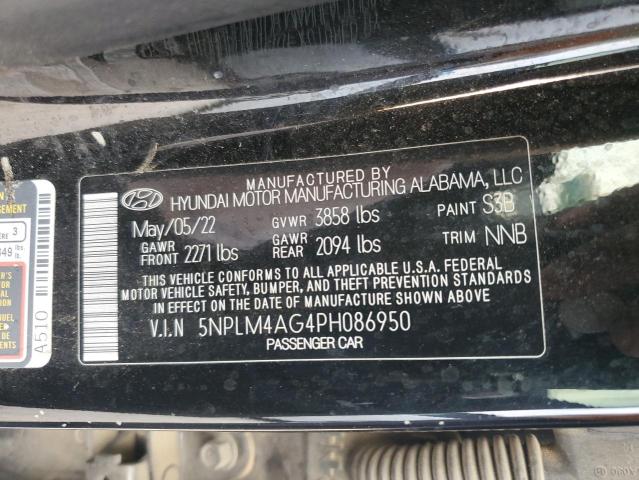 MANUFACTURED BY
HYUNDAI MOTOR MANUFACTURING ALABAMA, LLC
May/05/22 GVWR 3858 lbs PAINT S3B
GAWR FRONT 2271 lbs GAWR REAR 2094 lbs TRIM NNB
THIS VEHICLE CONFORMS TO ALL APPLICABLE U.S.A. FEDERAL
MOTOR VEHICLE SAFETY, BUMPER, AND THEFT PREVENTION STANDARDS
IN EFFECT ON THE DATE OF MANUFACTURE SHOWN ABOVE
V.I.N 5NPLM4AG4PH086950
PASSENGER CAR
A510
3